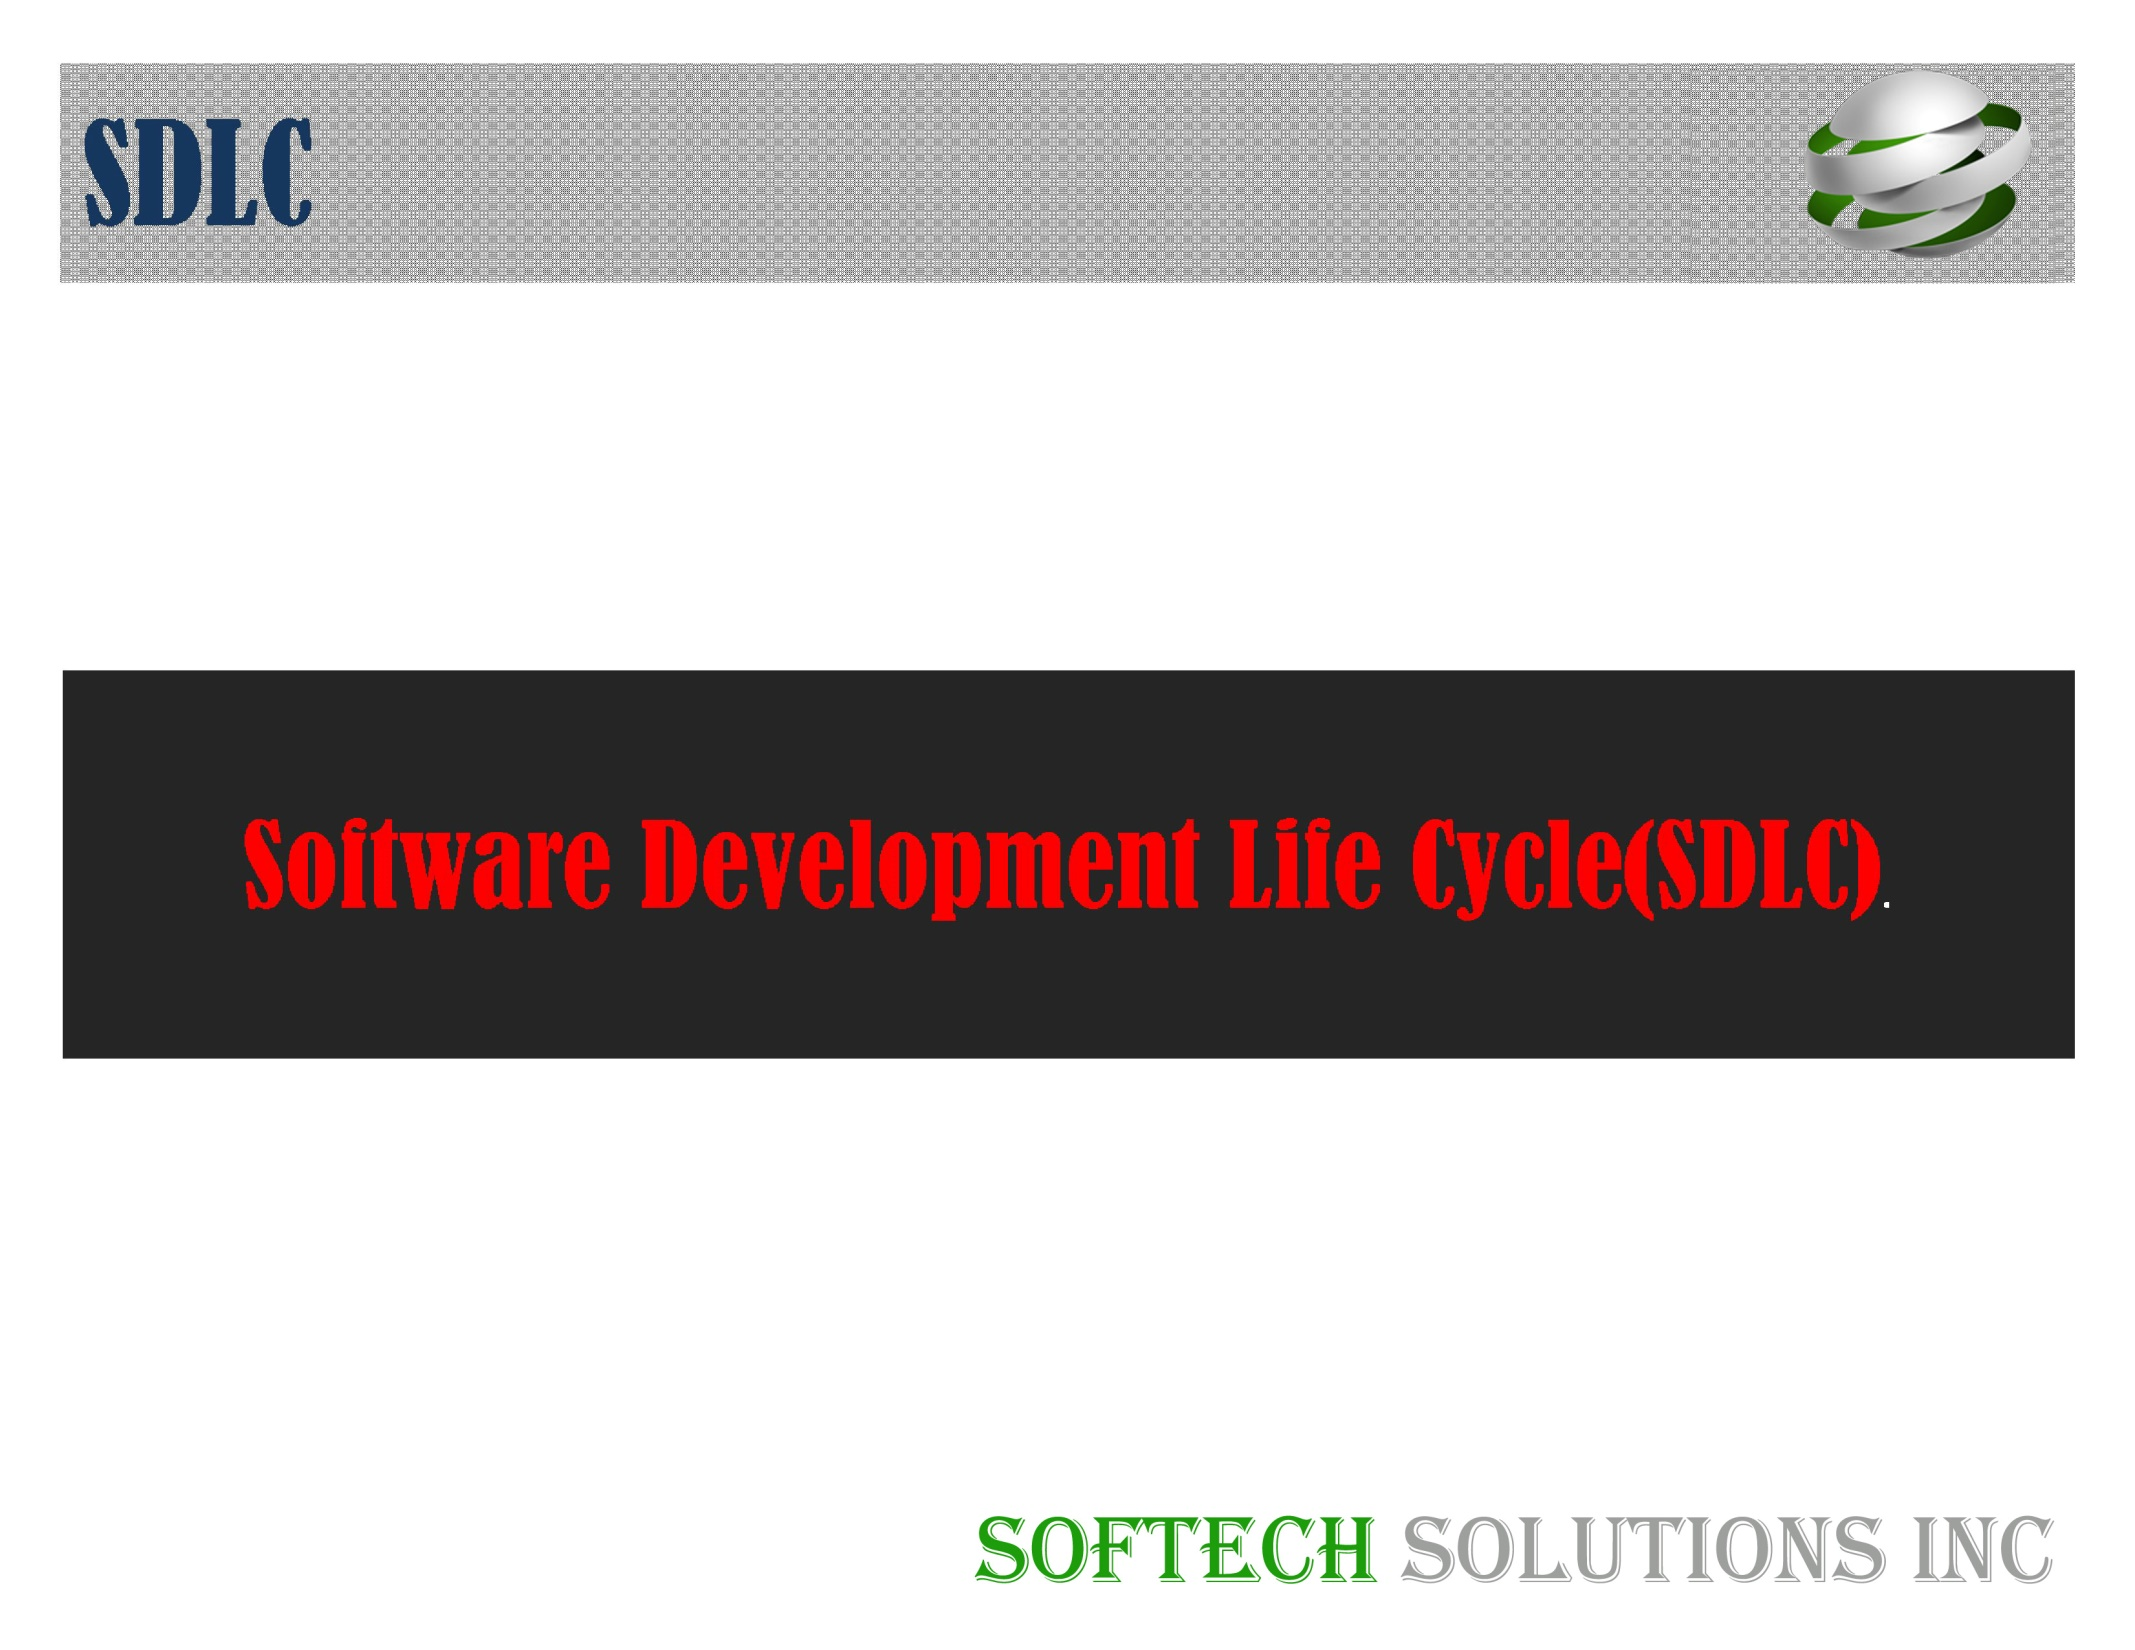 SDLC
Software Development Life Cycle(SDLC).
SOFTECH SOLUTIONS INC